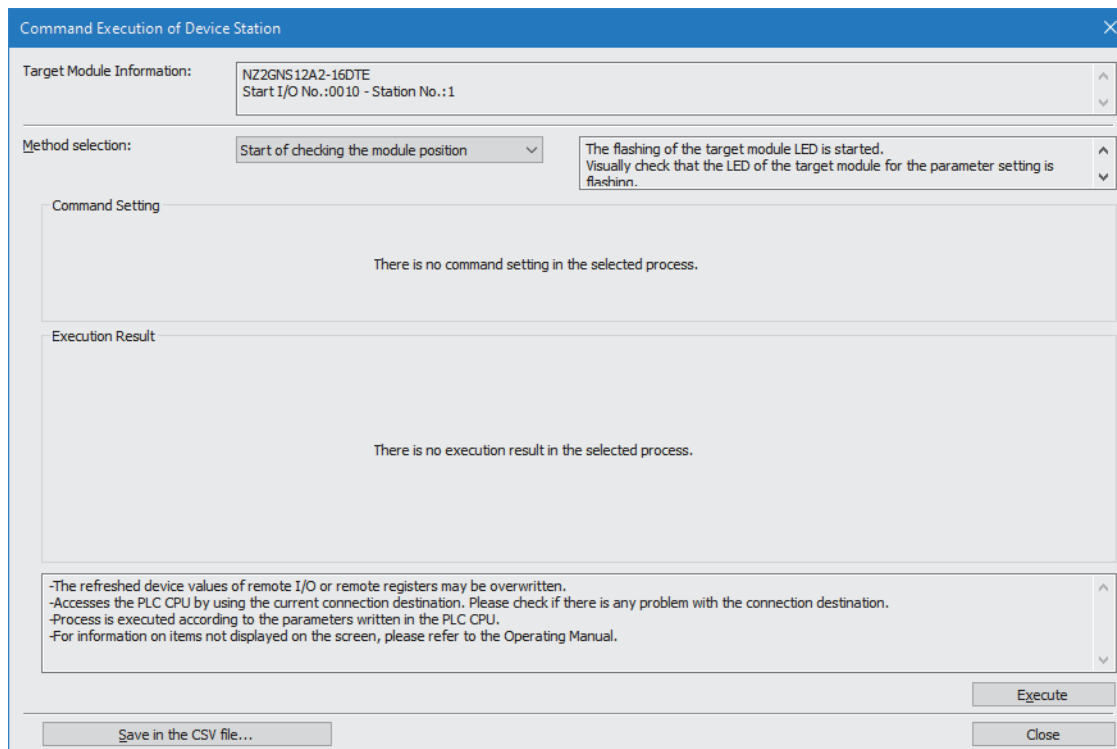 Command Execution of Device Station
Target Module Information:
NZ2GNS12A2-16DTE
Start I/O No.:0010 - Station No.:1
Method selection:
Start of checking the module position
The flashing of the target module LED is started.
Visually check that the LED of the target module for the parameter setting is
flashing.
Command Setting
There is no command setting in the selected process.
Execution Result
There is no execution result in the selected process.
-The refreshed device values of remote I/O or remote registers may be overwritten.
-Accesses the PLC CPU by using the current connection destination. Please check if there is any problem with the connection destination.
-Process is executed according to the parameters written in the PLC CPU.
-For information on items not displayed on the screen, please refer to the Operating Manual.
Execute
Save in the CSV file...
Close